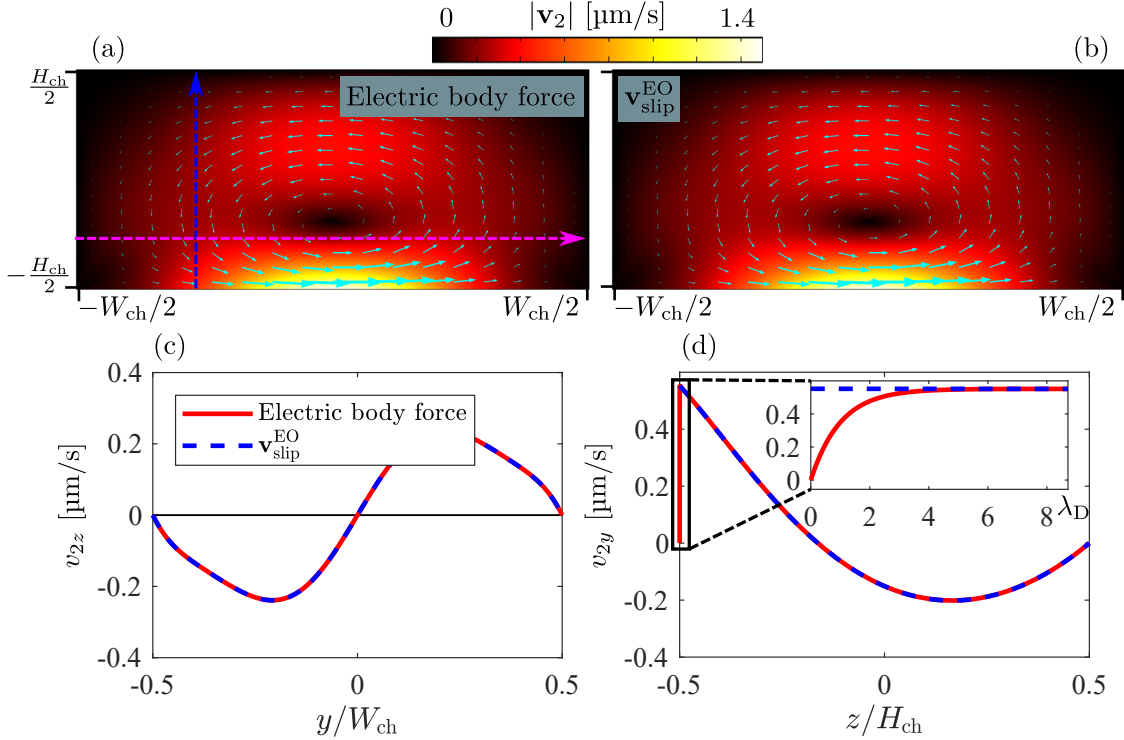 0 |v₂| [µm/s] 1.4
(a) (b)
H_ch/2
Electric body force
v_slip^EO
−H_ch/2
−W_ch/2 W_ch/2 −W_ch/2 W_ch/2
(c) (d)
0.4
Electric body force
v_slip^EO
0.2
0
-0.2
-0.4
v_2z [µm/s]
-0.5 0 0.5
y/W_ch
0.4
0.2
0
-0.2
-0.4
v_2y [µm/s]
0.4
0.2
0
0 2 4 6 8 λ_D
-0.5 0 0.5
z/H_ch